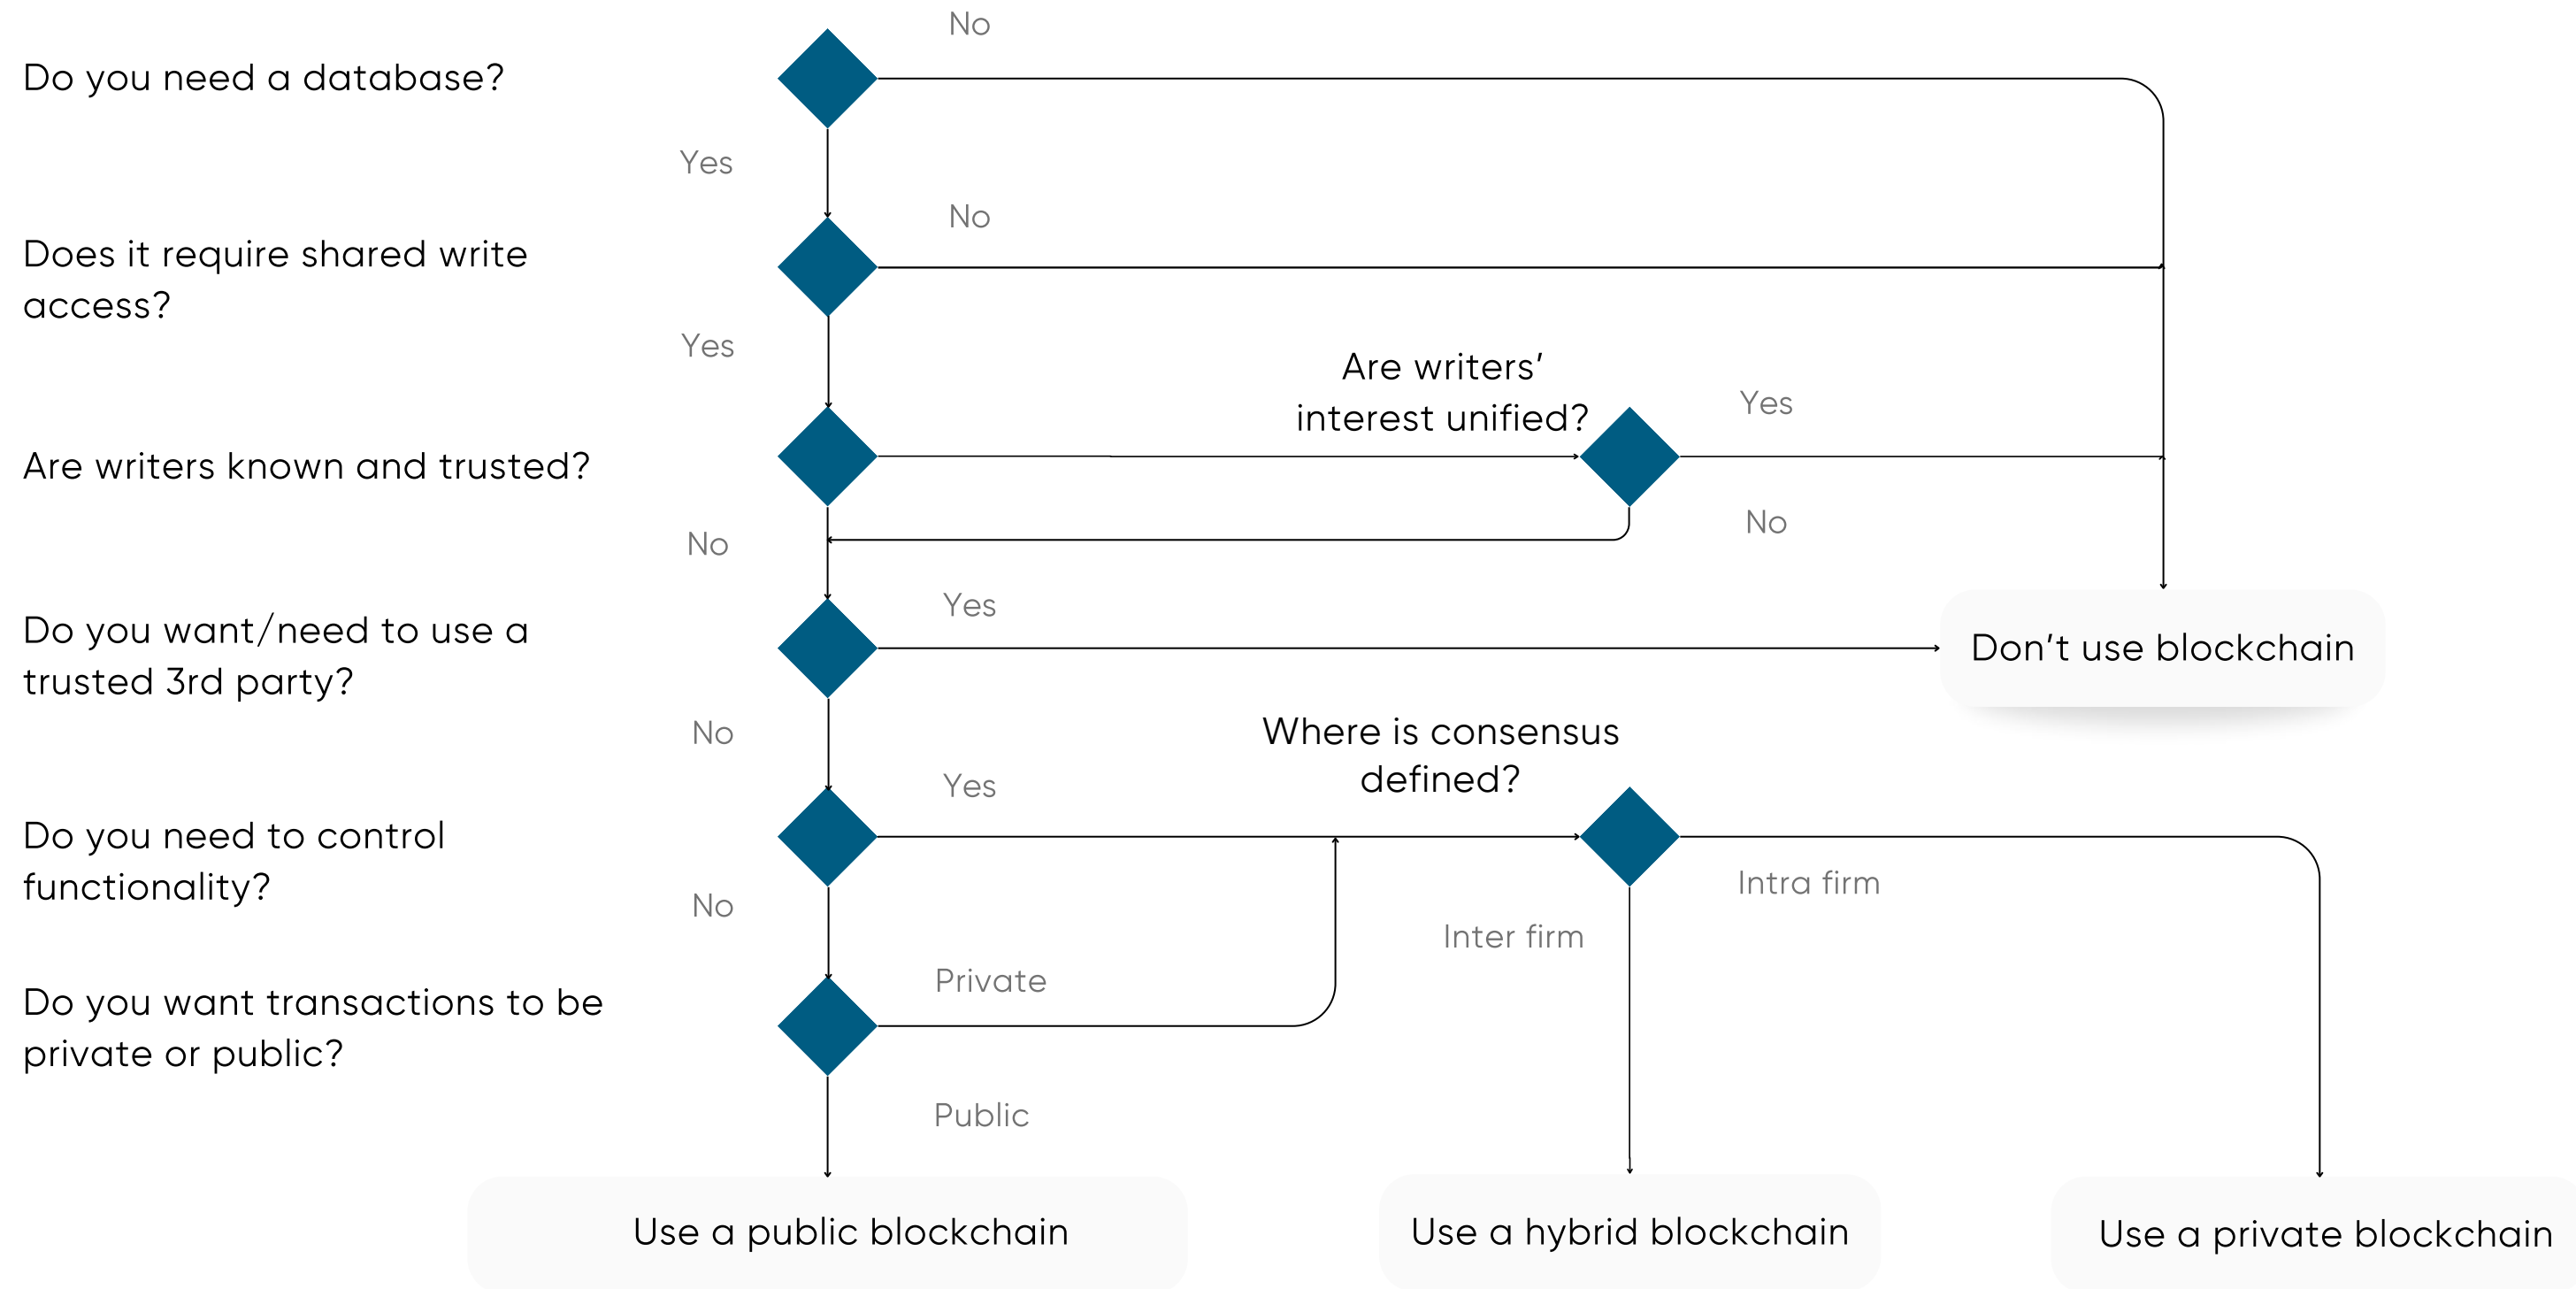 No
Do you need a database?
Yes
No
Does it require shared write
access?
Yes
Are writers’
interest unified?
Yes
Are writers known and trusted?
No
No
Yes
Do you want/need to use a
trusted 3rd party?
Don’t use blockchain
No
Where is consensus
defined?
Yes
Do you need to control
functionality?
Intra firm
No
Inter firm
Private
Do you want transactions to be
private or public?
Public
Use a public blockchain
Use a hybrid blockchain
Use a private blockchain